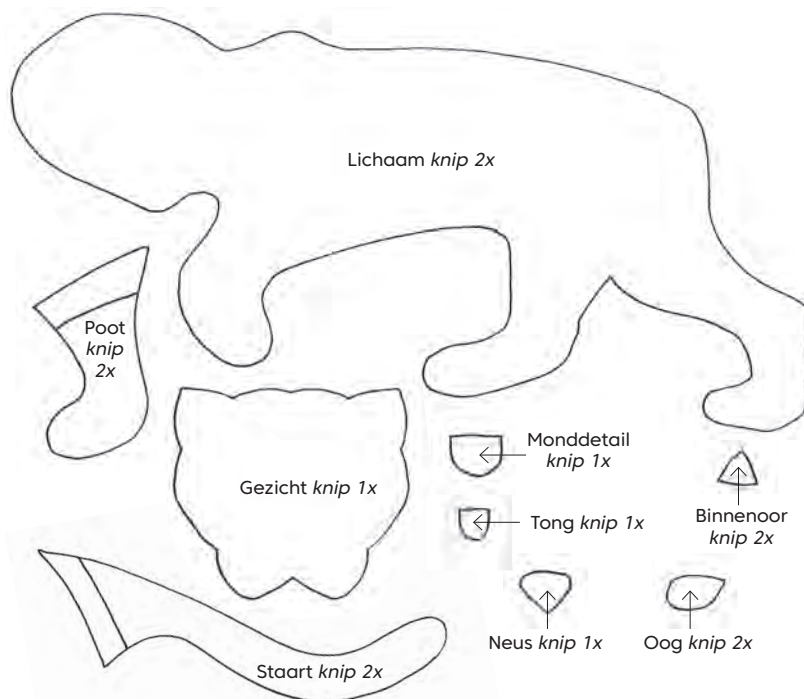 Lichaam knip 2x
Poot
knip
2x
Gezicht knip 1x
Monddetail
knip 1x
Tong knip 1x
Binnenoor
knip 2x
Neus knip 1x
Oog knip 2x
Staart knip 2x